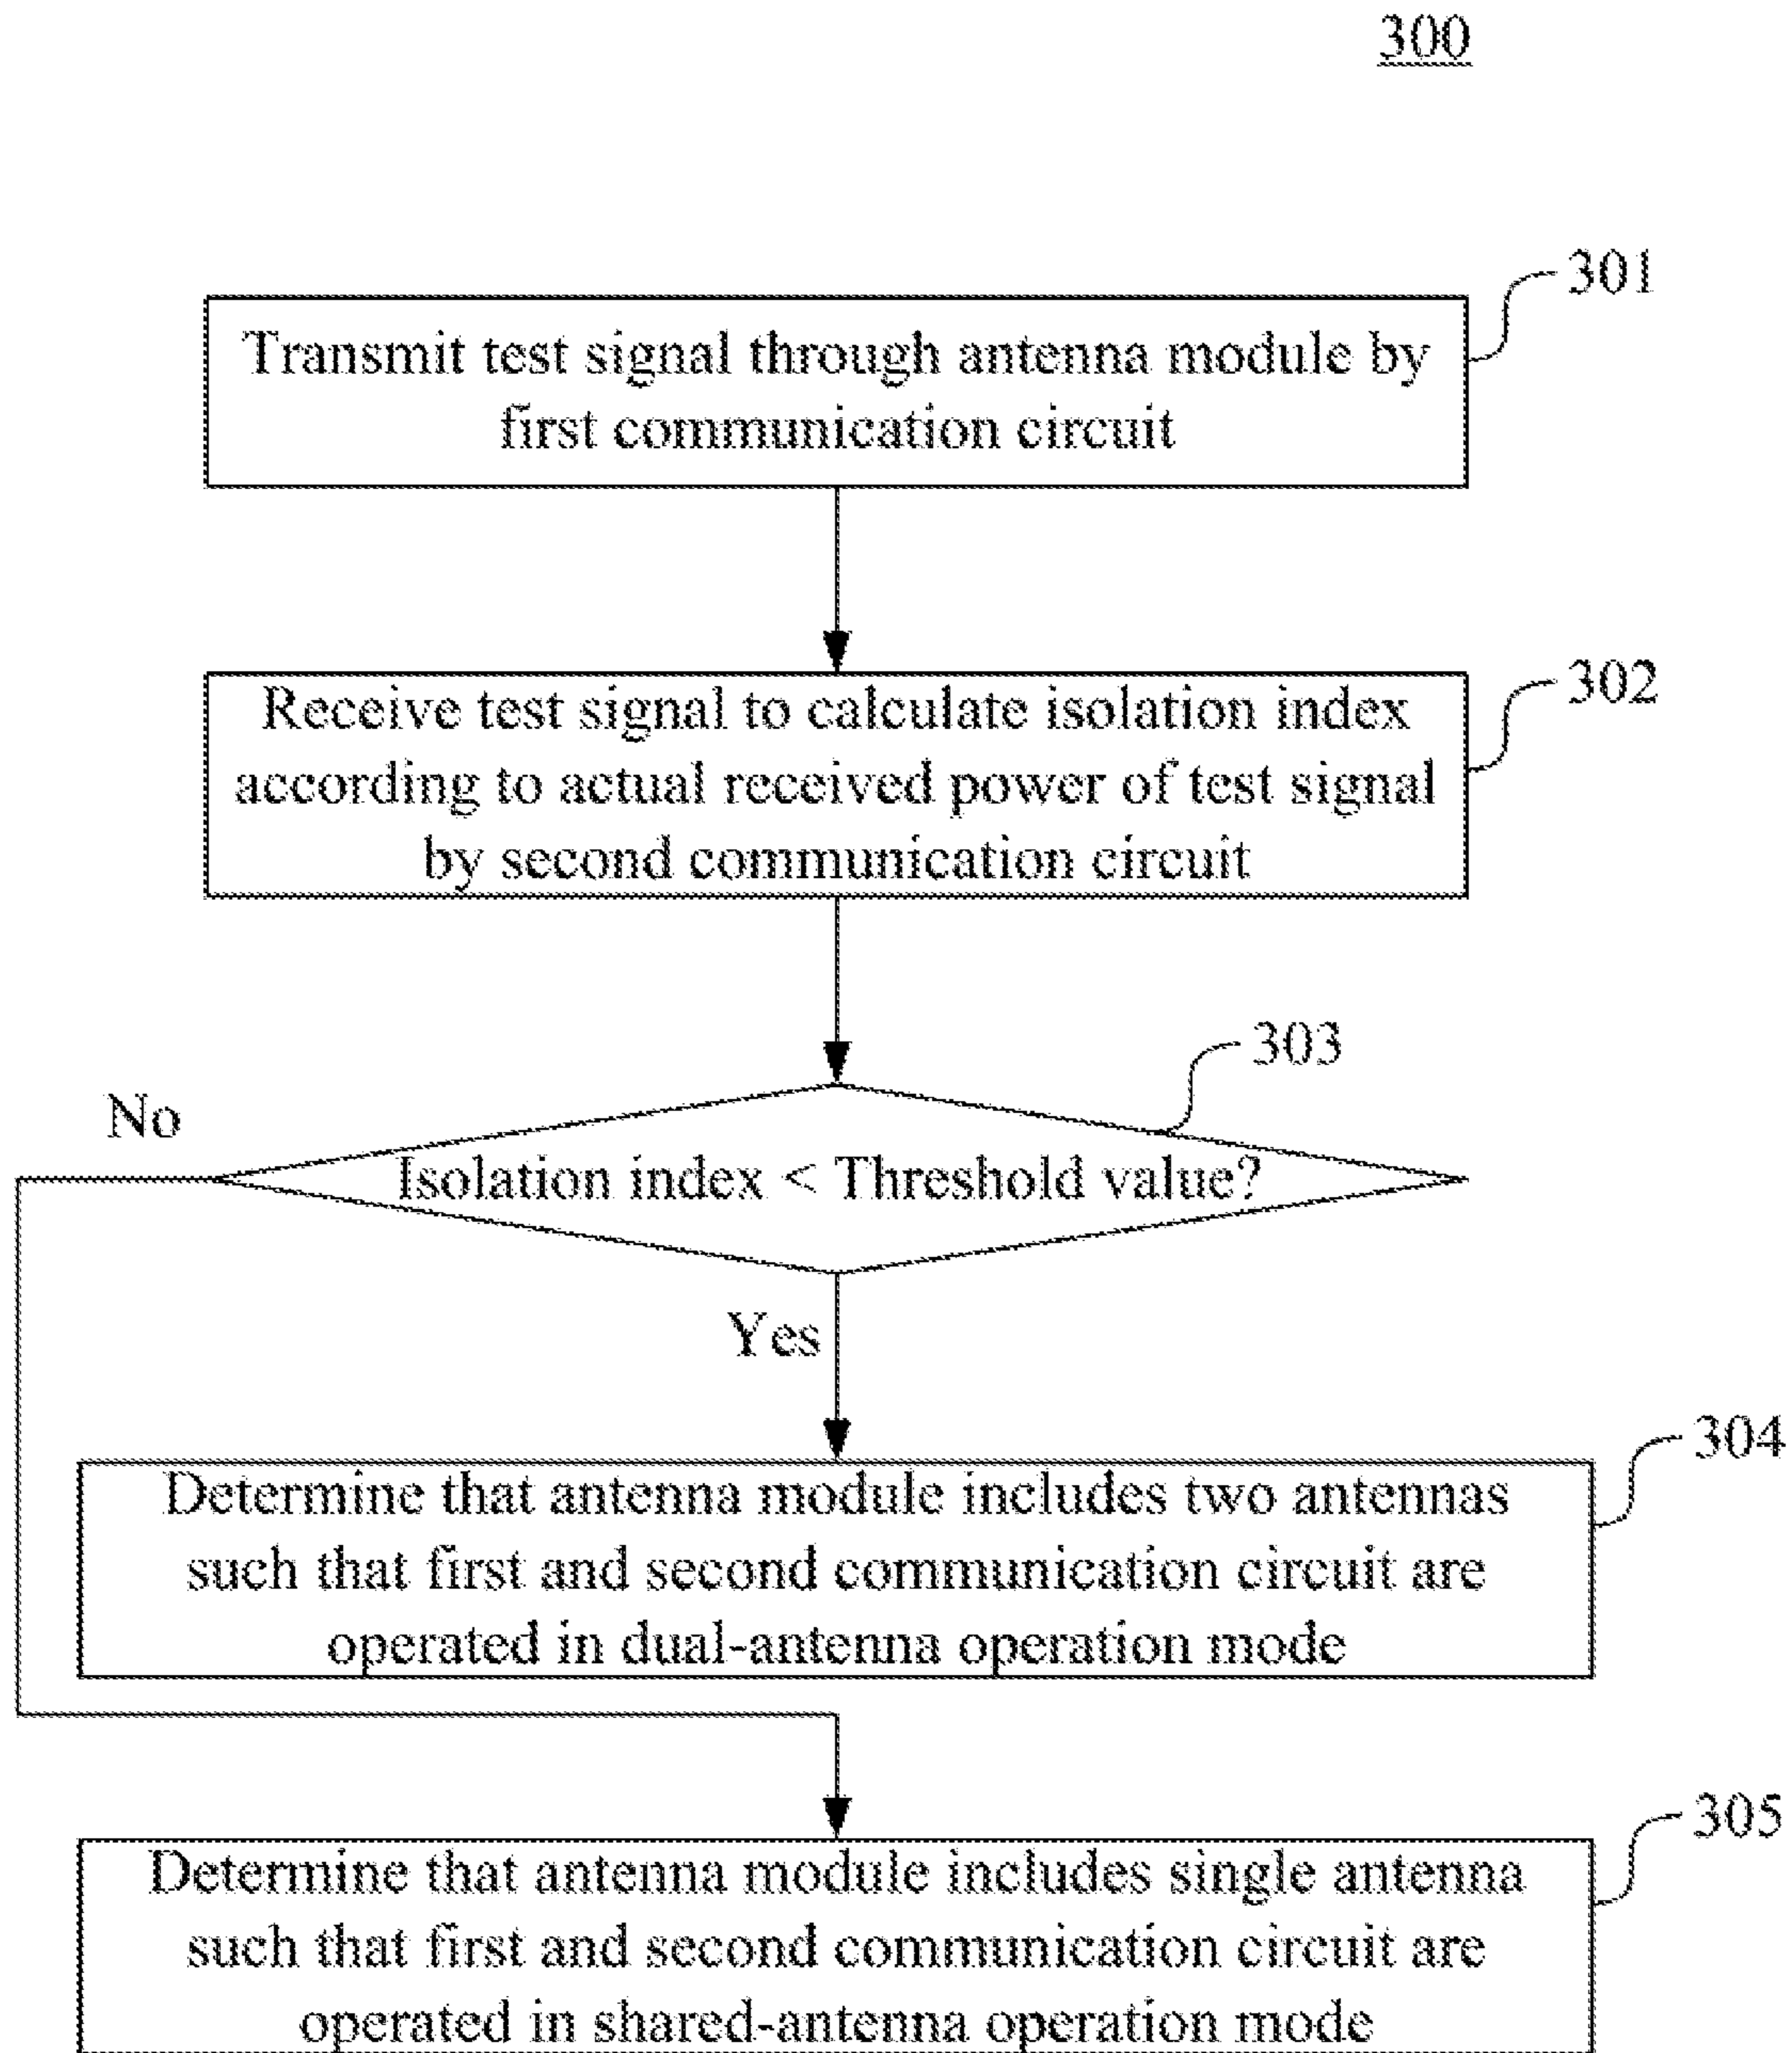 300
301
Transmit test signal through antenna module by
first communication circuit
302
Receive test signal to calculate isolation index
according to actual received power of test signal
by second communication circuit
303
No
Isolation index < Threshold value?
Yes
304
Determine that antenna module includes two antennas
such that first and second communication circuit are
operated in dual-antenna operation mode
305
Determine that antenna module includes single antenna
such that first and second communication circuit are
operated in shared-antenna operation mode